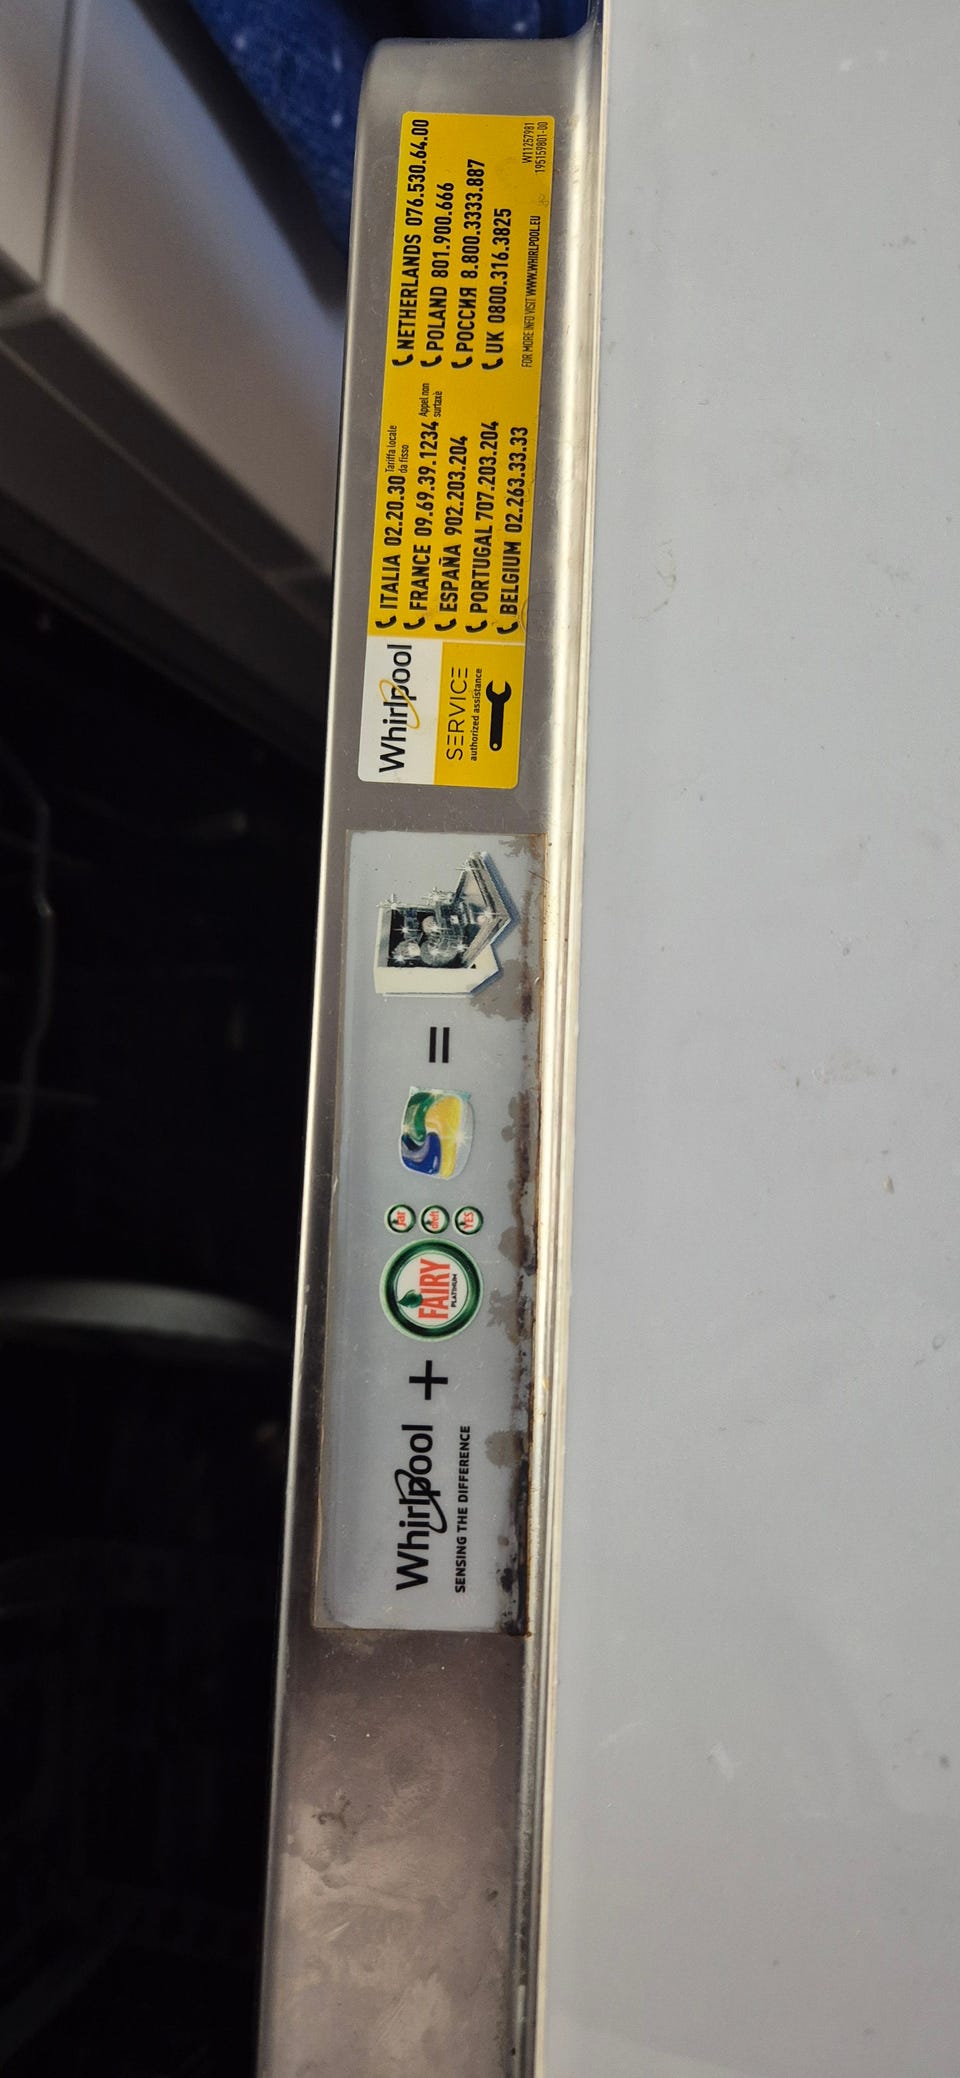 Whirlpool
SERVICE
authorized assistance
ITALIA 02.20.30 Tariffa locale da fisso
FRANCE 09.69.39.1234 Appel non surtaxé
ESPAÑA 902.203.204
PORTUGAL 707.203.204
BELGIUM 02.263.33.33
NETHERLANDS 076.530.64.00
POLAND 801.900.666
РОССИЯ 8.800.3333.887
UK 0800.316.3825
FOR MORE INFO VISIT WWW.WHIRLPOOL.EU
W11257981
195159801-00
Whirlpool
SENSING THE DIFFERENCE
+
FAIRY
PLATINUM
Jar
dreft
YES
=